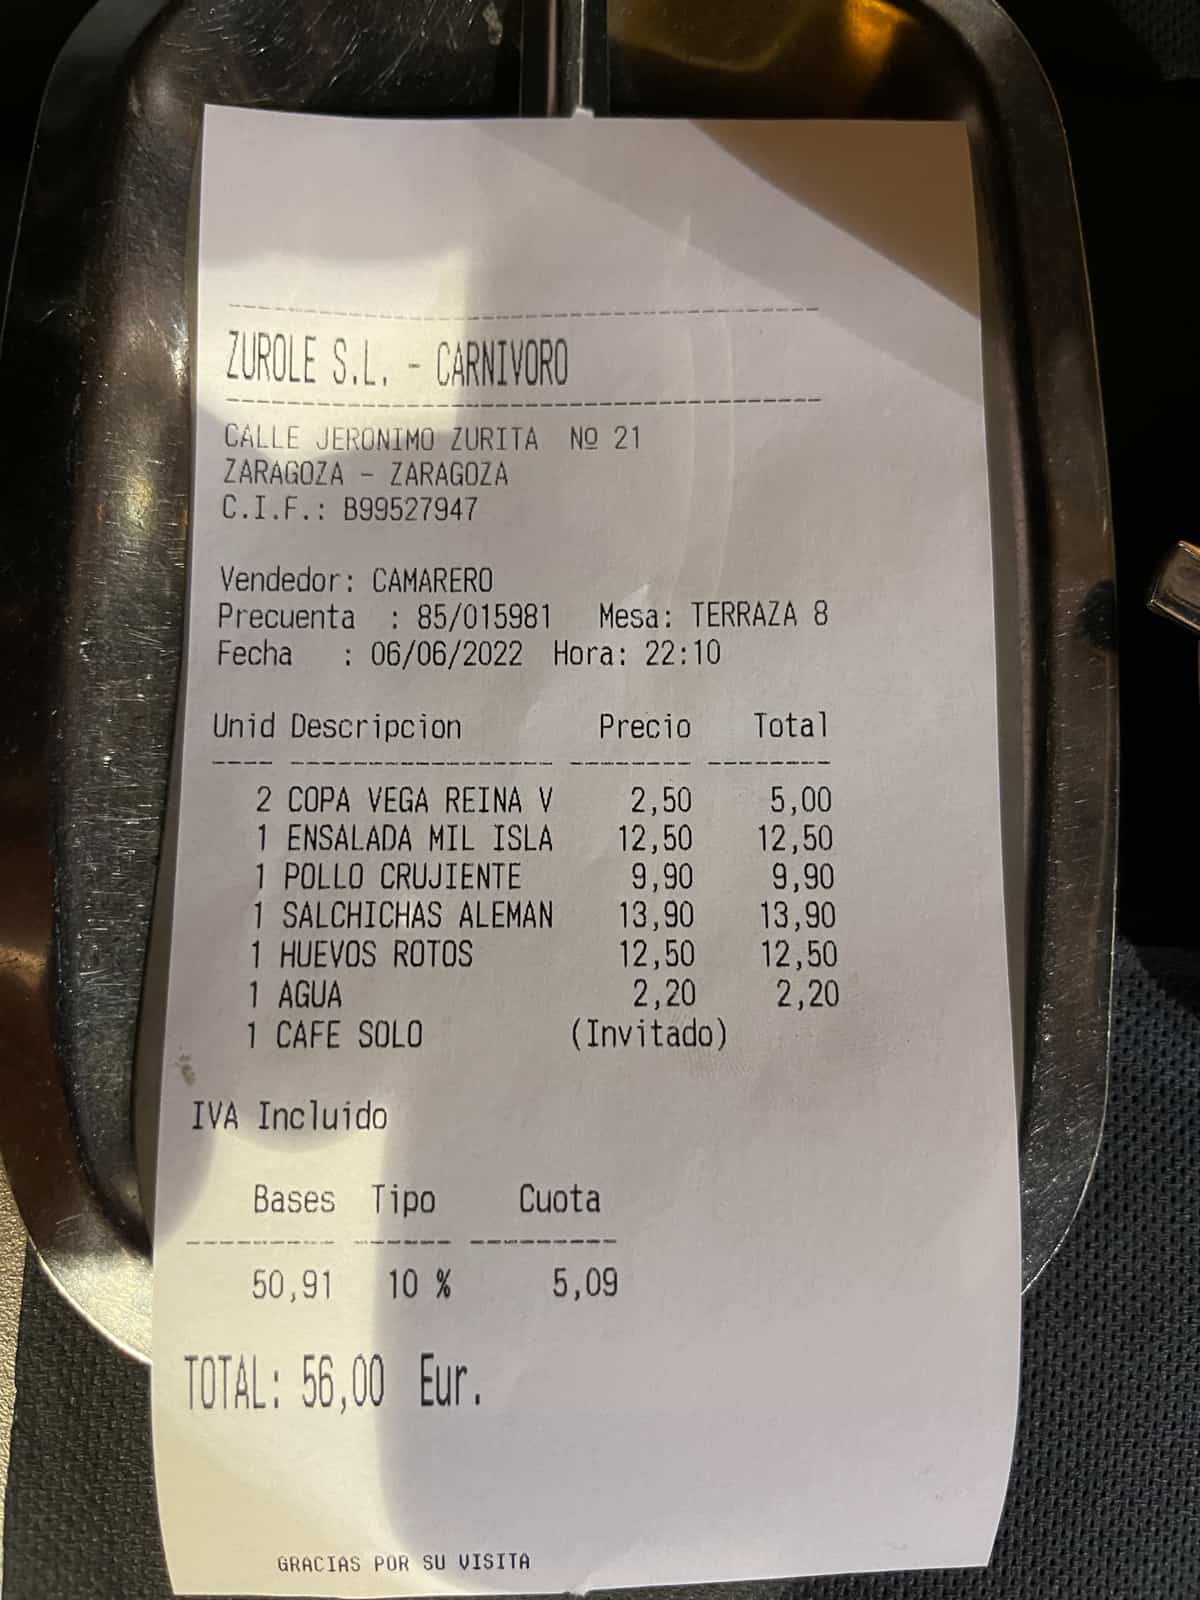 ZUROLE S.L. - CARNIVORO
CALLE JERONIMO ZURITA Nº 21
ZARAGOZA - ZARAGOZA
C.I.F.: B99527947
Vendedor: CAMARERO
Precuenta : 85/015981 Mesa: TERRAZA 8
Fecha : 06/06/2022 Hora: 22:10
Unid Descripcion Precio Total
2 COPA VEGA REINA V 2,50 5,00
1 ENSALADA MIL ISLA 12,50 12,50
1 POLLO CRUJIENTE 9,90 9,90
1 SALCHICHAS ALEMAN 13,90 13,90
1 HUEVOS ROTOS 12,50 12,50
1 AGUA 2,20 2,20
1 CAFE SOLO (Invitado)
IVA Incluido
Bases Tipo Cuota
50,91 10 % 5,09
TOTAL: 56,00 Eur.
GRACIAS POR SU VISITA